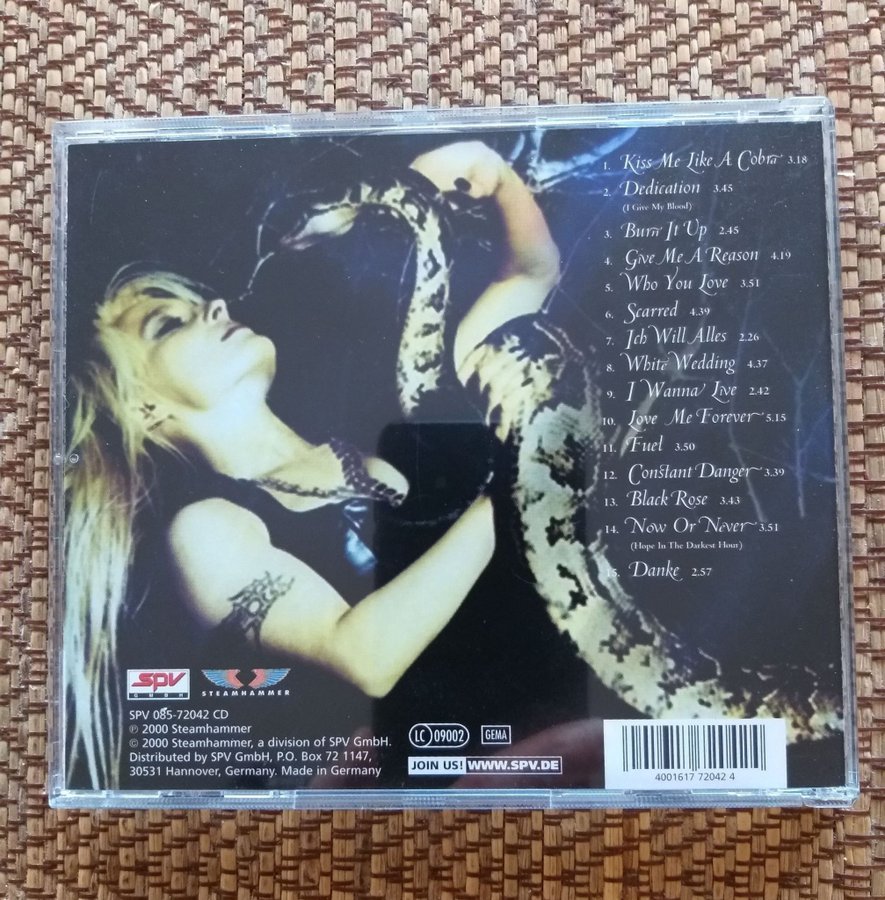 1. Kiss Me Like A Cobra 3.18
2. Dedication 3.45
(I Give My Blood)
3. Burn It Up 2.45
4. Give Me A Reason 4.19
5. Who You Love 3.51
6. Scarred 4.39
7. Ich Will Alles 2.26
8. White Wedding 4.37
9. I Wanna Live 2.42
10. Love Me Forever 5.15
11. Fuel 3.50
12. Constant Danger 3.39
13. Black Rose 3.43
14. Now Or Never 3.51
(Hope In The Darkest Hour)
15. Danke 2.57
SPV
GMBH
STEAMHAMMER
SPV 085-72042 CD
℗ 2000 Steamhammer
© 2000 Steamhammer, a division of SPV GmbH.
Distributed by SPV GmbH, P.O. Box 72 1147,
30531 Hannover, Germany. Made in Germany
LC 09002 GEMA
JOIN US! WWW.SPV.DE
4001617 72042 4